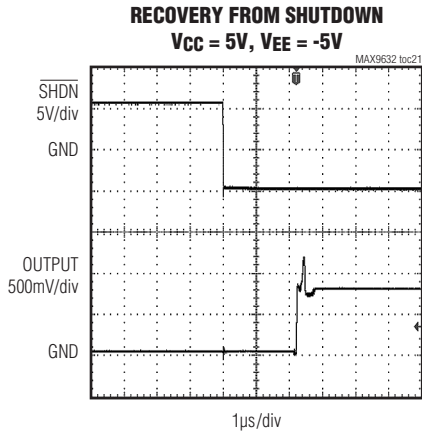 RECOVERY FROM SHUTDOWN
VCC = 5V, VEE = -5V
MAX9632 toc21
SHDN
5V/div
GND
OUTPUT
500mV/div
GND
1µs/div